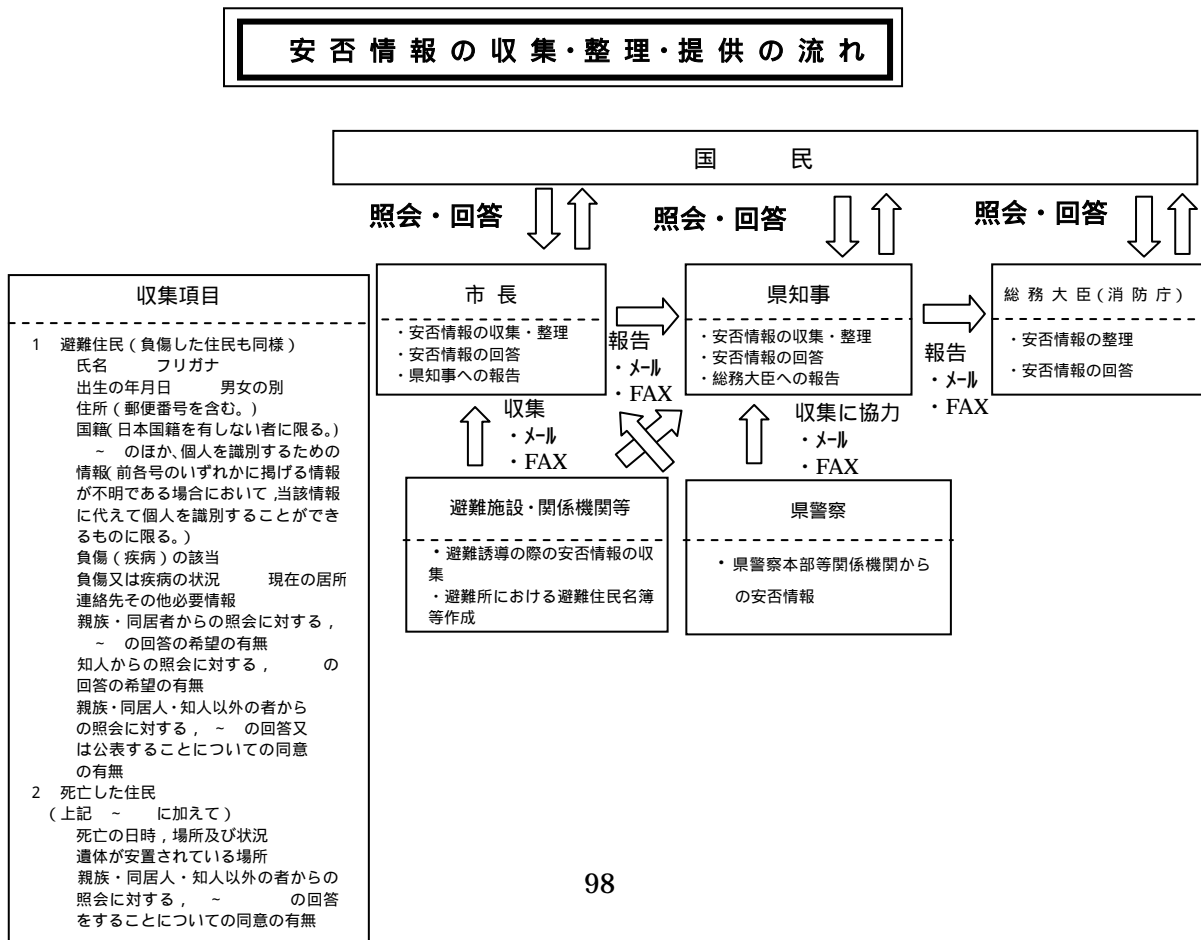 安否情報の収集・整理・提供の流れ
国　　民
照会・回答
照会・回答
照会・回答
収集項目
1　避難住民（負傷した住民も同様）
氏名　　フリガナ
出生の年月日　　男女の別
住所（郵便番号を含む。）
国籍（日本国籍を有しない者に限る。）
～　のほか、個人を識別するための
情報（前各号のいずれかに掲げる情報
が不明である場合において，当該情報
に代えて個人を識別することができ
るものに限る。）
負傷（疾病）の該当
負傷又は疾病の状況　　現在の居所
連絡先その他必要情報
親族・同居者からの照会に対する，
～　の回答の希望の有無
知人からの照会に対する，　　の
回答の希望の有無
親族・同居人・知人以外の者から
の照会に対する，　～　の回答又
は公表することについての同意
の有無
2　死亡した住民
（上記　～　に加えて）
死亡の日時，場所及び状況
遺体が安置されている場所
親族・同居人・知人以外の者からの
照会に対する，　～　　の回答
をすることについての同意の有無
市長
・安否情報の収集・整理
・安否情報の回答
・県知事への報告
報告
・メール
・FAX
県知事
・安否情報の収集・整理
・安否情報の回答
・総務大臣への報告
報告
・メール
・FAX
総務大臣（消防庁）
・安否情報の整理
・安否情報の回答
収集
・メール
・FAX
収集に協力
・メール
・FAX
避難施設・関係機関等
・避難誘導の際の安否情報の収
集
・避難所における避難住民名簿
等作成
県警察
・県警察本部等関係機関から
の安否情報
98